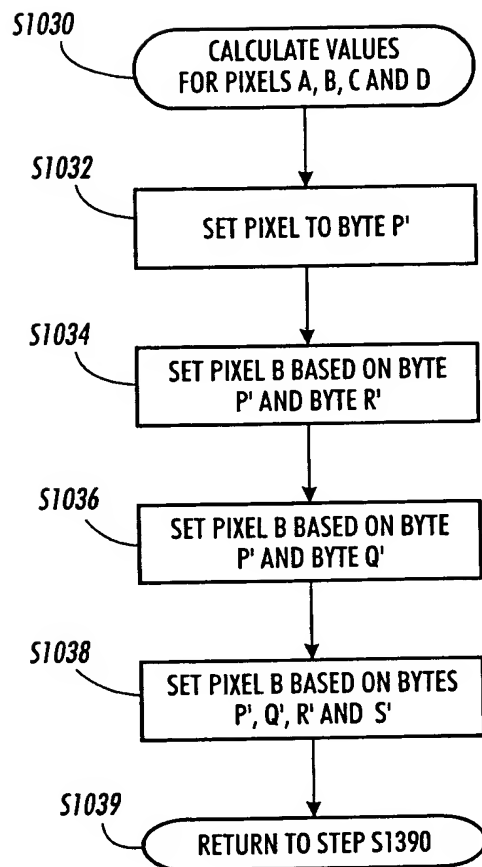 S1030
CALCULATE VALUES
FOR PIXELS A, B, C AND D
S1032
SET PIXEL TO BYTE P'
S1034
SET PIXEL B BASED ON BYTE
P' AND BYTE R'
S1036
SET PIXEL B BASED ON BYTE
P' AND BYTE Q'
S1038
SET PIXEL B BASED ON BYTES
P', Q', R' AND S'
S1039
RETURN TO STEP S1390